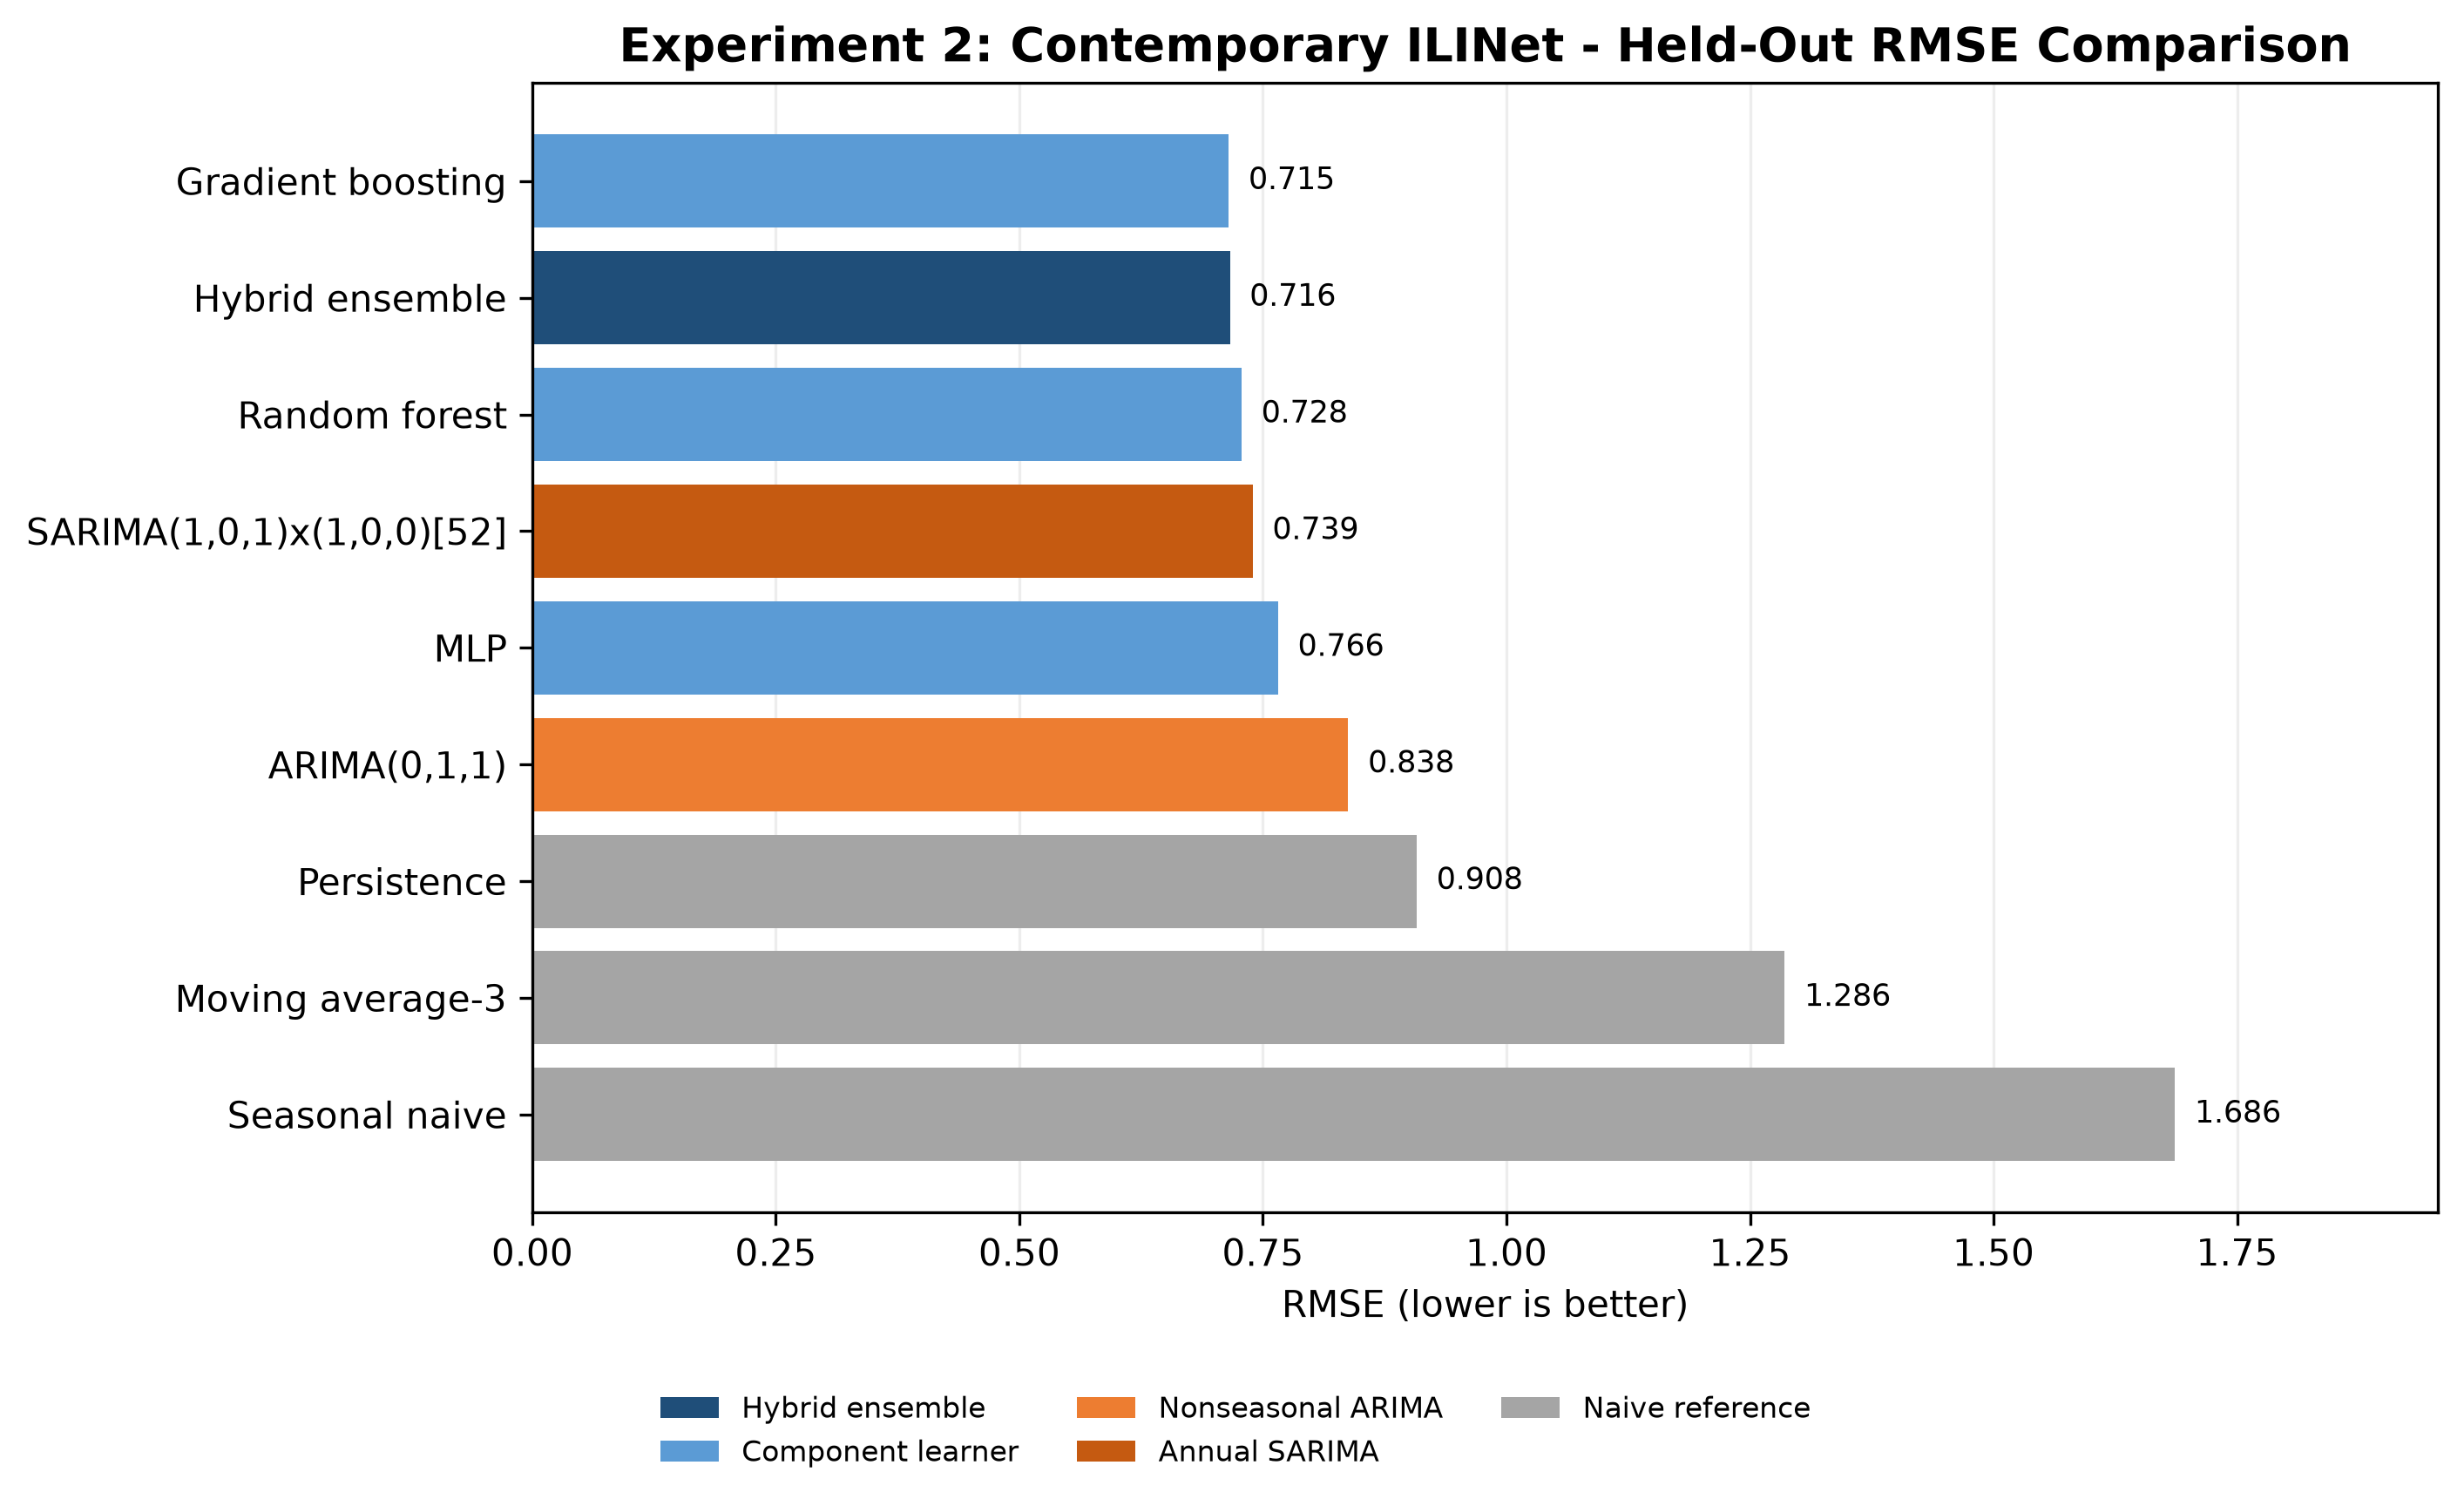 Experiment 2: Contemporary ILINet - Held-Out RMSE Comparison
Gradient boosting 0.715
Hybrid ensemble 0.716
Random forest 0.728
SARIMA(1,0,1)x(1,0,0)[52] 0.739
MLP 0.766
ARIMA(0,1,1) 0.838
Persistence 0.908
Moving average-3 1.286
Seasonal naive 1.686
0.00 0.25 0.50 0.75 1.00 1.25 1.50 1.75
RMSE (lower is better)
Hybrid ensemble Nonseasonal ARIMA Naive reference
Component learner Annual SARIMA